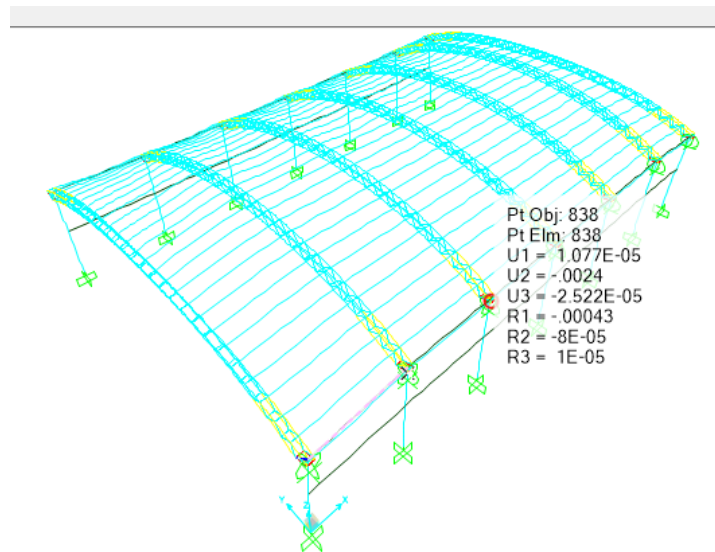 Pt Obj: 838
Pt Elm: 838
U1 = 1.077E-05
U2 = -.0024
U3 = -2.522E-05
R1 = -.00043
R2 = -8E-05
R3 = 1E-05
Y
Z
X